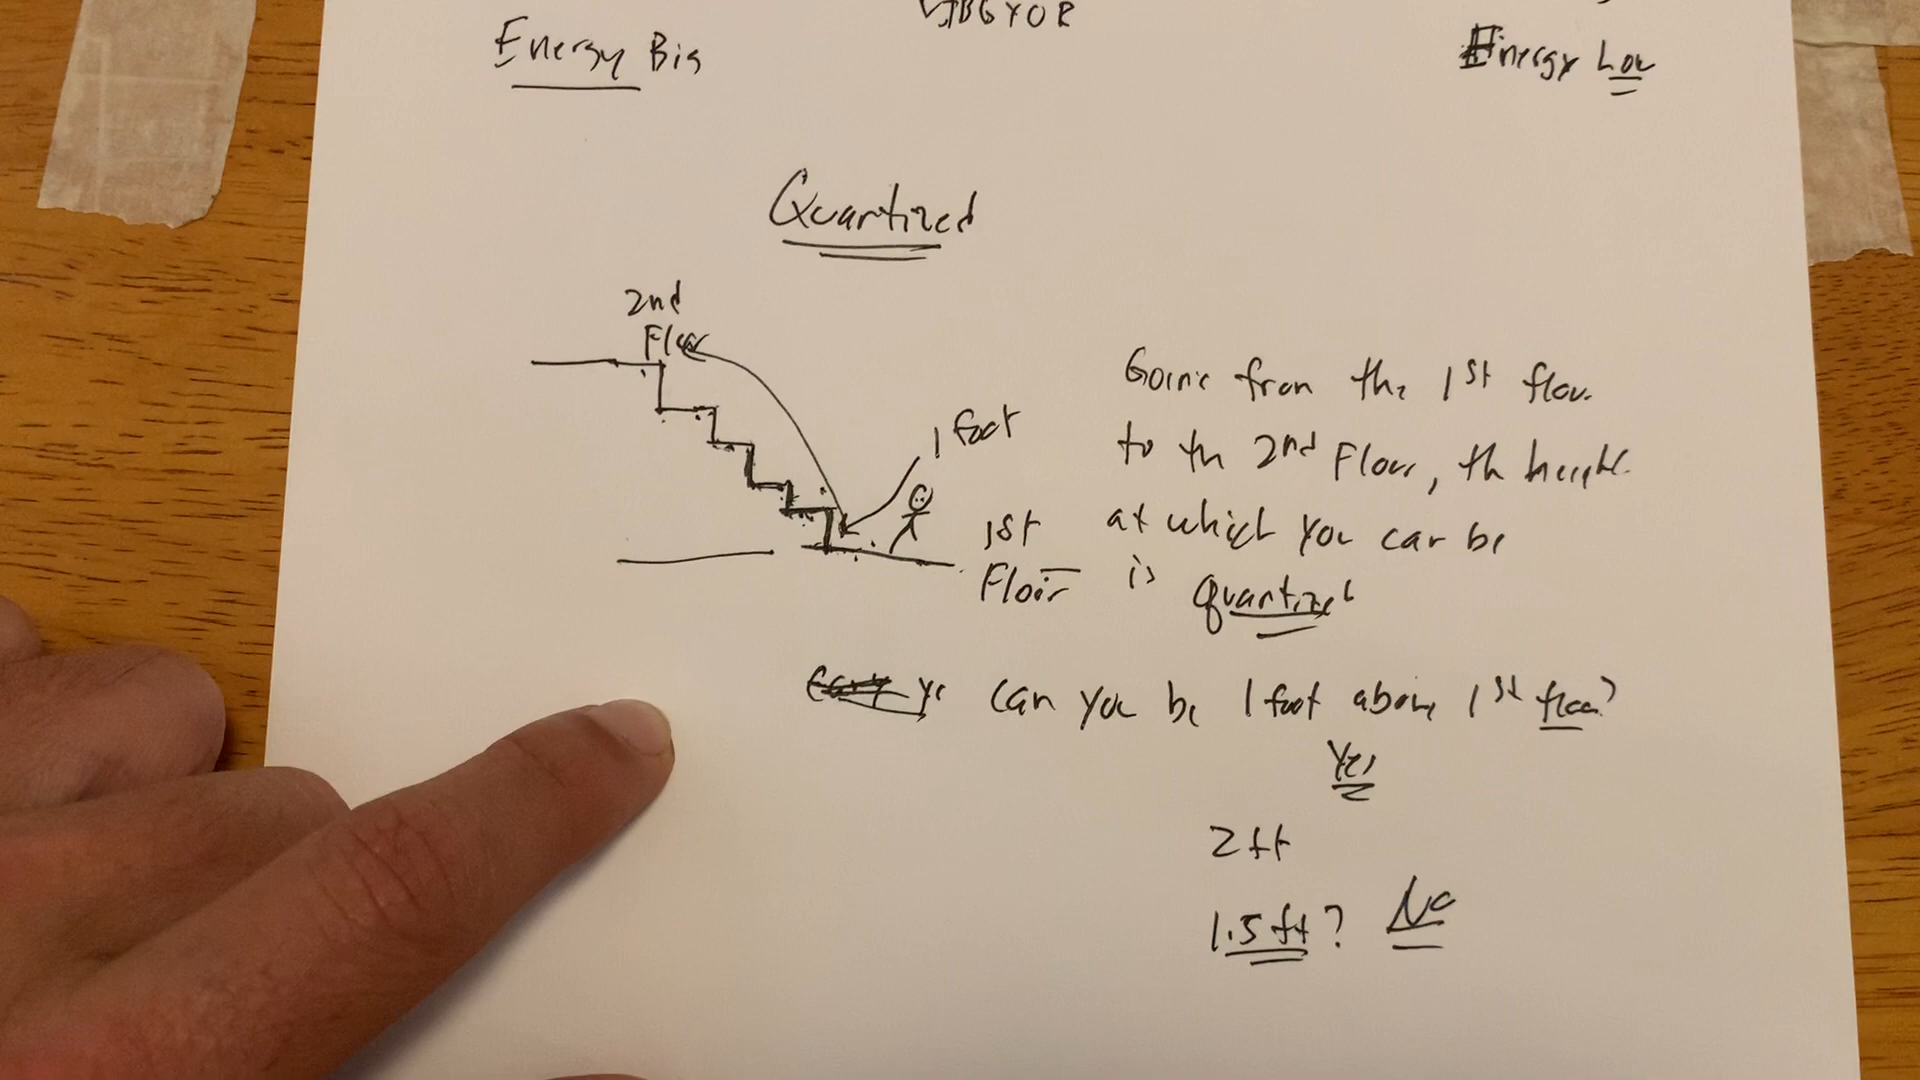 VIBGYOR
Energy Big
Energy Low
Quantized
2nd
Floor
1 foot
1st
Floor
Going from the 1st floor
to the 2nd Floor, the height
at which you can be
is quantized
can you be 1 foot above 1st floor?
Yes
2 ft
1.5 ft? No